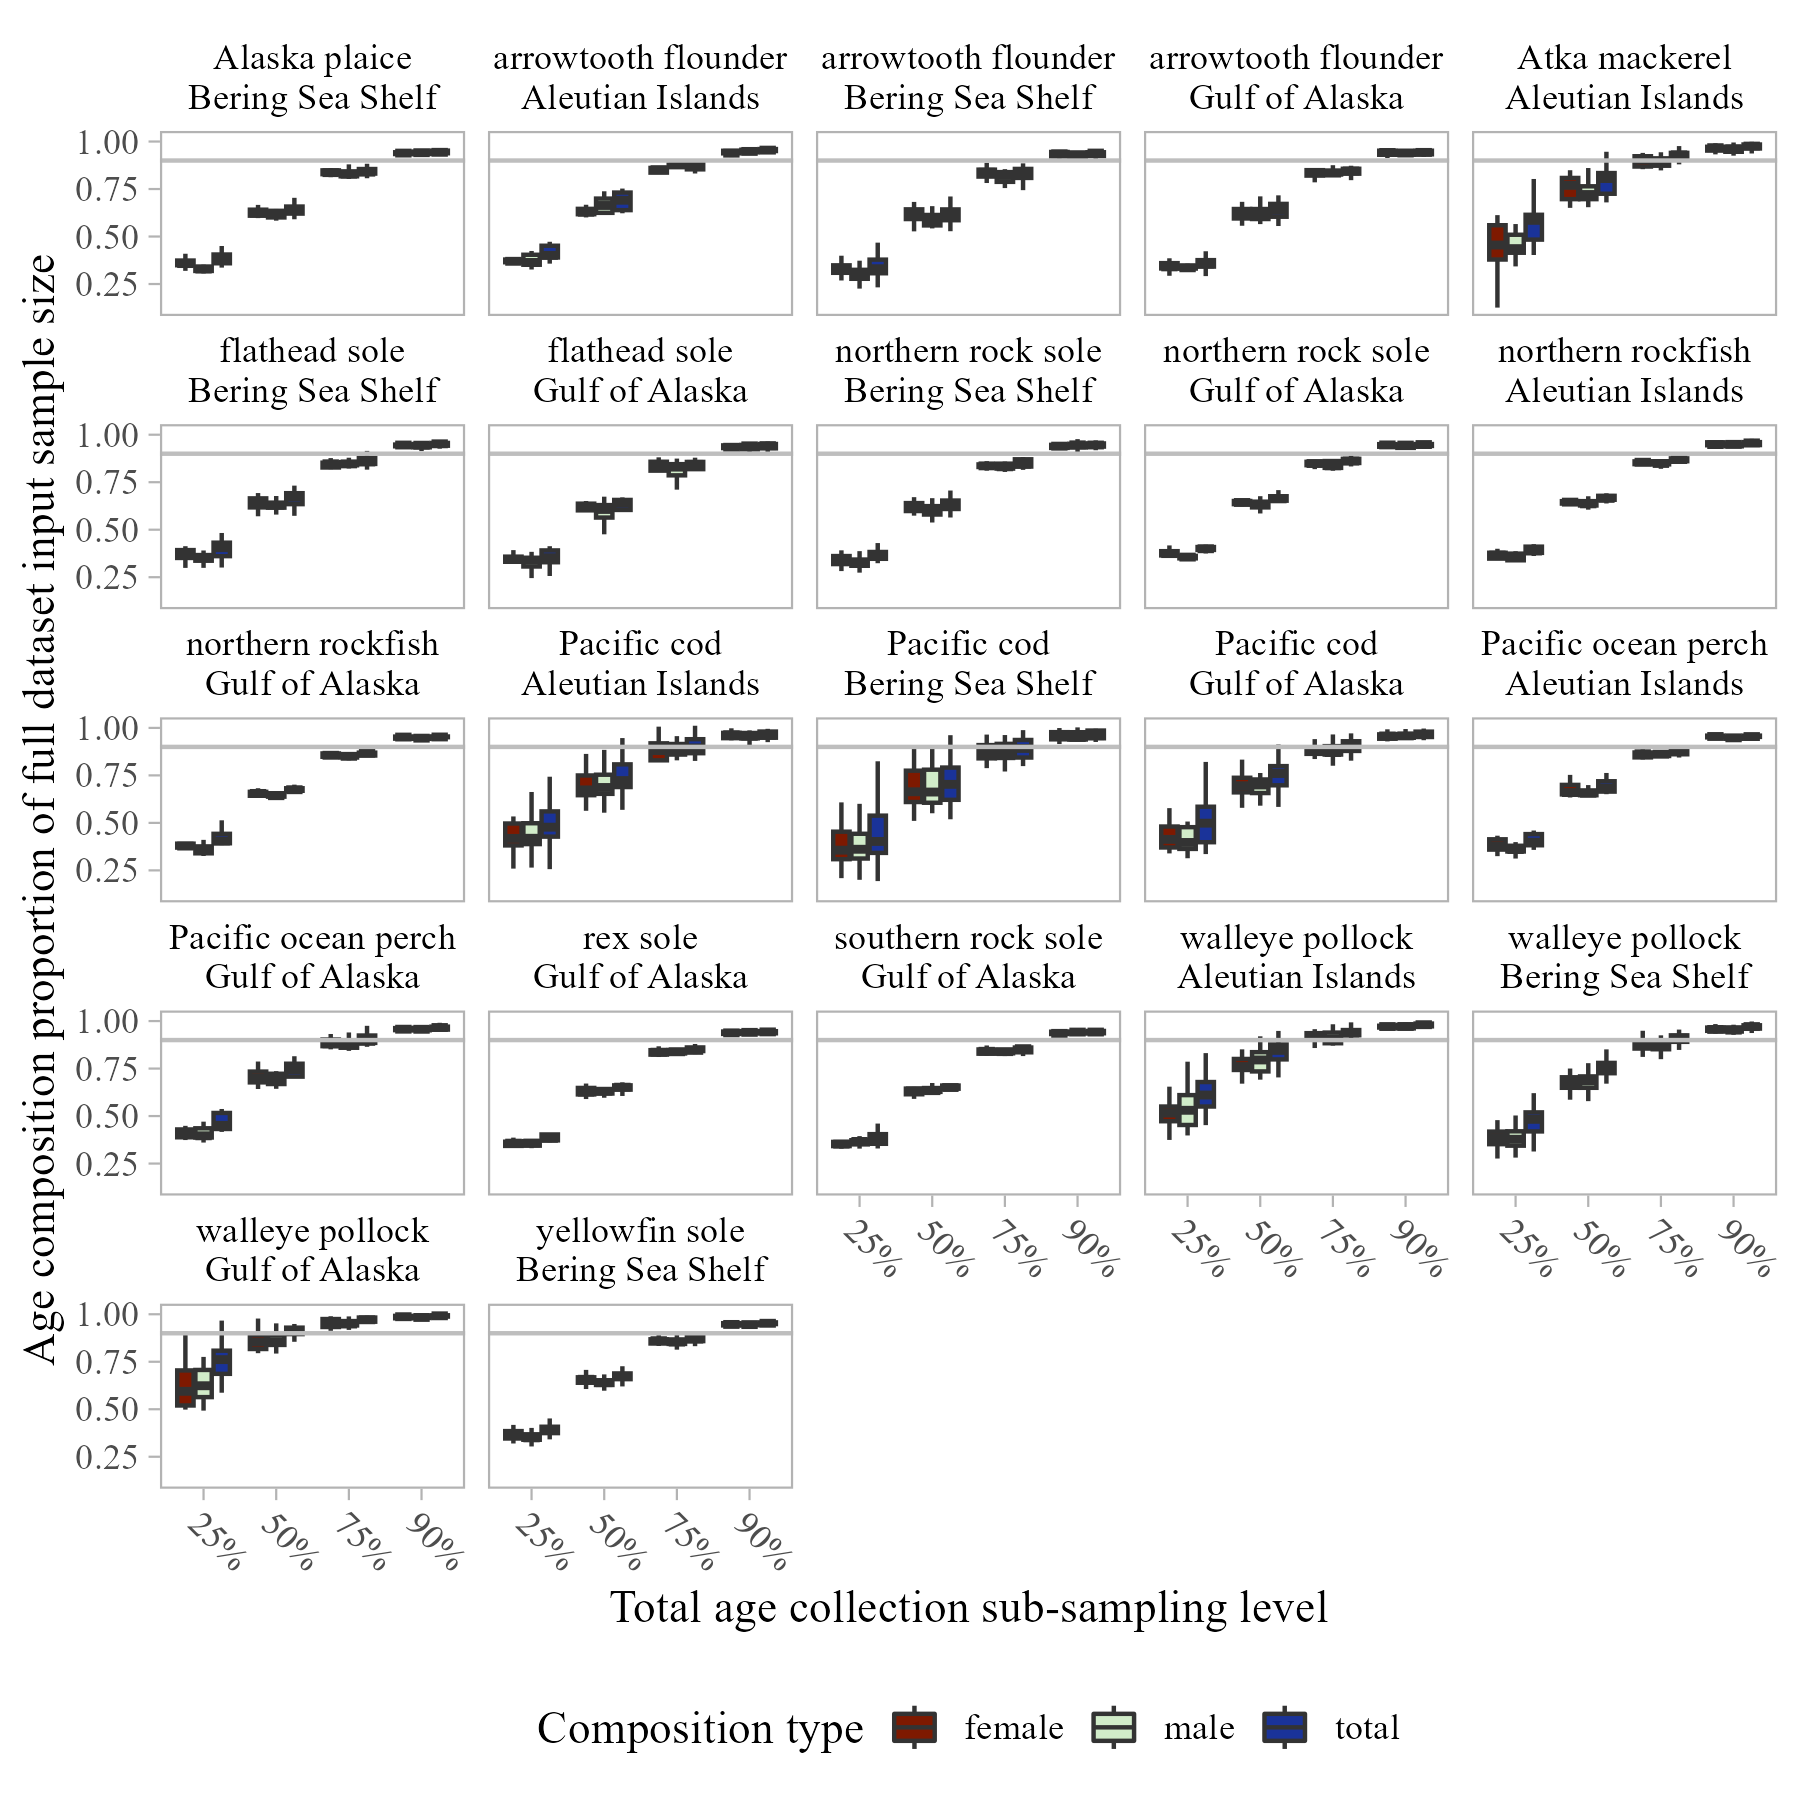 Alaska plaice
Bering Sea Shelf
arrowtooth flounder
Aleutian Islands
arrowtooth flounder
Bering Sea Shelf
arrowtooth flounder
Gulf of Alaska
Atka mackerel
Aleutian Islands
1.00
0.75
0.50
0.25
flathead sole
Bering Sea Shelf
flathead sole
Gulf of Alaska
northern rock sole
Bering Sea Shelf
northern rock sole
Gulf of Alaska
northern rockfish
Aleutian Islands
1.00
0.75
0.50
0.25
northern rockfish
Gulf of Alaska
Pacific cod
Aleutian Islands
Pacific cod
Bering Sea Shelf
Pacific cod
Gulf of Alaska
Pacific ocean perch
Aleutian Islands
1.00
0.75
0.50
0.25
Pacific ocean perch
Gulf of Alaska
rex sole
Gulf of Alaska
southern rock sole
Gulf of Alaska
walleye pollock
Aleutian Islands
walleye pollock
Bering Sea Shelf
1.00
0.75
0.50
0.25
25% 50% 75% 90%
25% 50% 75% 90%
25% 50% 75% 90%
walleye pollock
Gulf of Alaska
yellowfin sole
Bering Sea Shelf
1.00
0.75
0.50
0.25
25% 50% 75% 90%
25% 50% 75% 90%
Age composition proportion of full dataset input sample size
Total age collection sub-sampling level
Composition type female male total